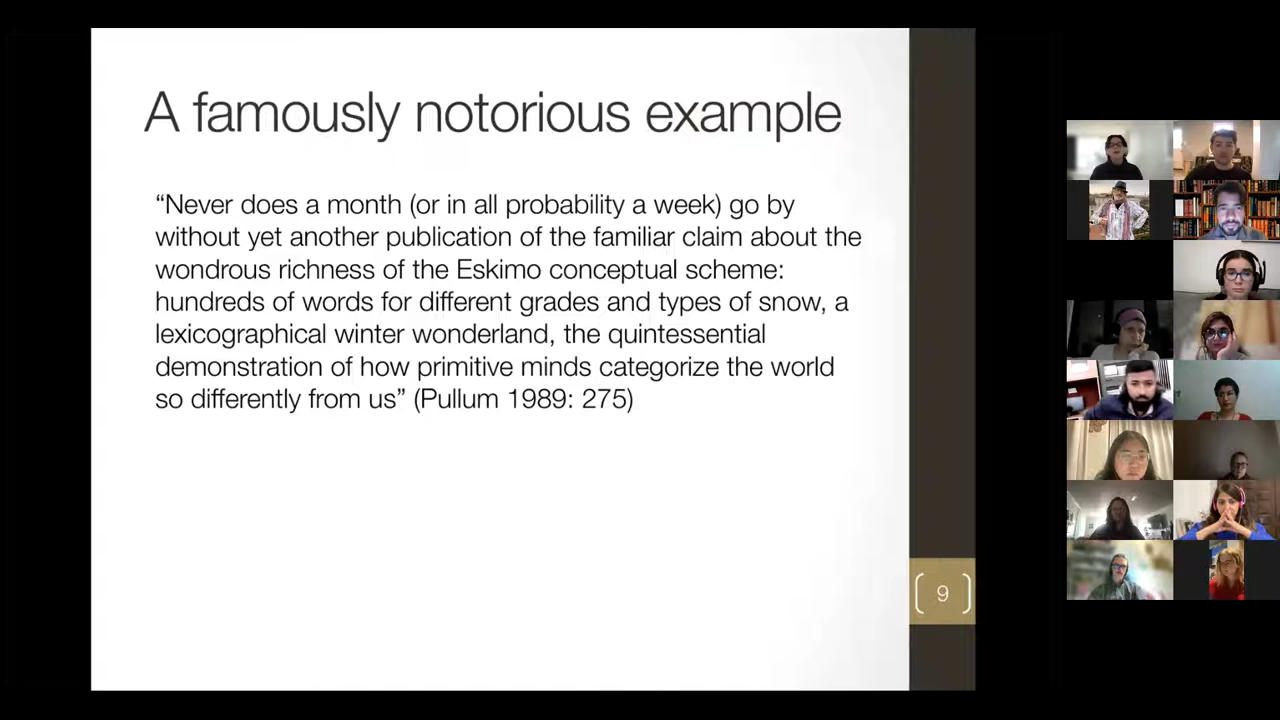 A famously notorious example
“Never does a month (or in all probability a week) go by
without yet another publication of the familiar claim about the
wondrous richness of the Eskimo conceptual scheme:
hundreds of words for different grades and types of snow, a
lexicographical winter wonderland, the quintessential
demonstration of how primitive minds categorize the world
so differently from us” (Pullum 1989: 275)
9